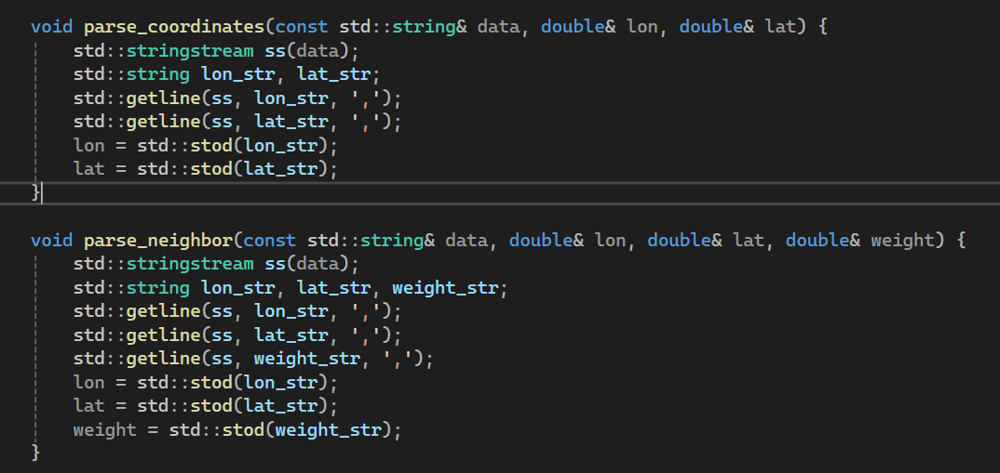 void parse_coordinates(const std::string& data, double& lon, double& lat) {
    std::stringstream ss(data);
    std::string lon_str, lat_str;
    std::getline(ss, lon_str, ',');
    std::getline(ss, lat_str, ',');
    lon = std::stod(lon_str);
    lat = std::stod(lat_str);
}
void parse_neighbor(const std::string& data, double& lon, double& lat, double& weight) {
    std::stringstream ss(data);
    std::string lon_str, lat_str, weight_str;
    std::getline(ss, lon_str, ',');
    std::getline(ss, lat_str, ',');
    std::getline(ss, weight_str, ',');
    lon = std::stod(lon_str);
    lat = std::stod(lat_str);
    weight = std::stod(weight_str);
}